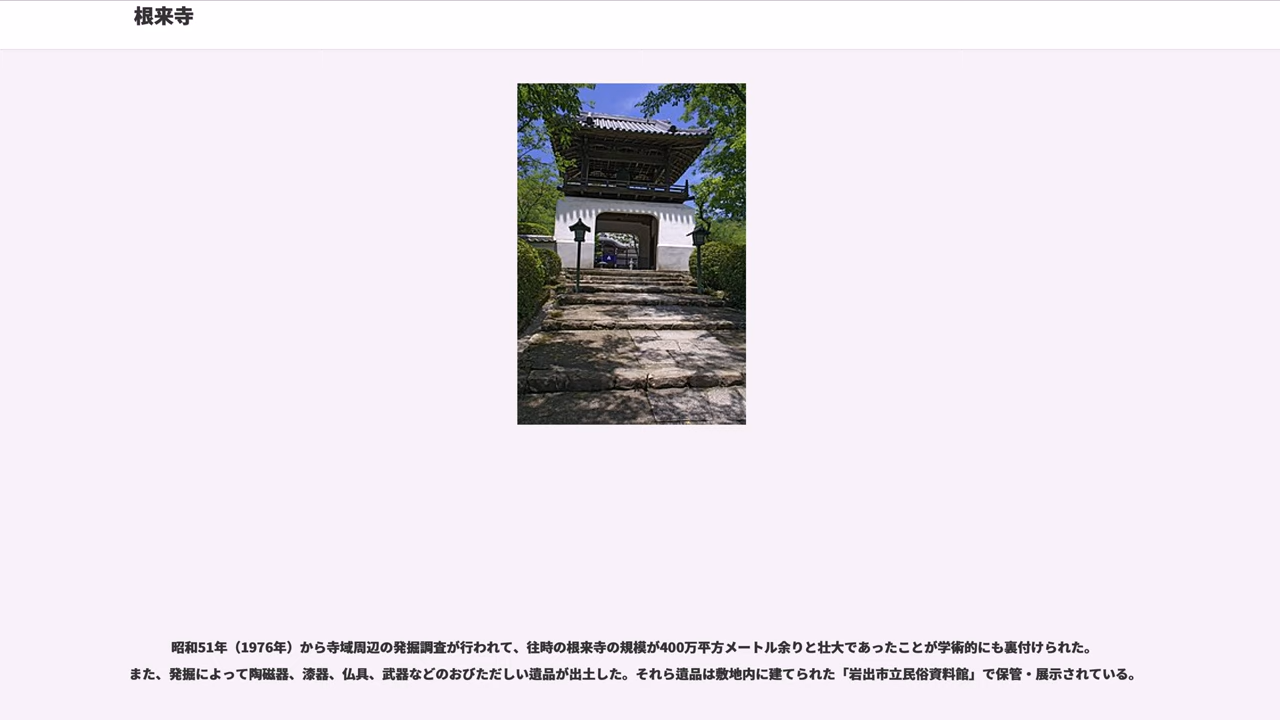 根来寺
昭和51年（1976年）から寺域周辺の発掘調査が行われて、往時の根来寺の規模が400万平方メートル余りと壮大であったことが学術的にも裏付けられた。
また、発掘によって陶磁器、漆器、仏具、武器などのおびただしい遺品が出土した。それら遺品は敷地内に建てられた「岩出市立民俗資料館」で保管・展示されている。